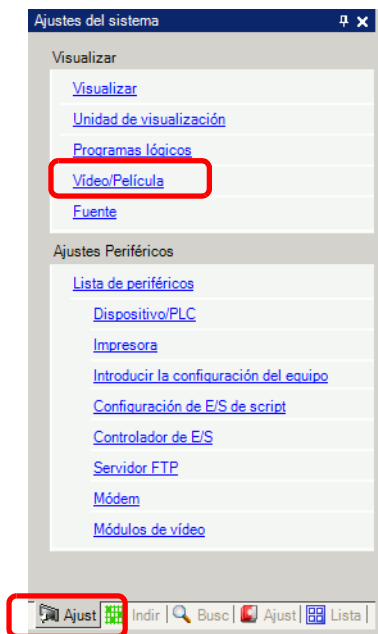 Ajustes del sistema
Visualizar
Visualizar
Unidad de visualización
Programas lógicos
Vídeo/Película
Fuente
Ajustes Periféricos
Lista de periféricos
Dispositivo/PLC
Impresora
Introducir la configuración del equipo
Configuración de E/S de script
Controlador de E/S
Servidor FTP
Módem
Módulos de vídeo
Ajust Indir Busc Ajust Lista